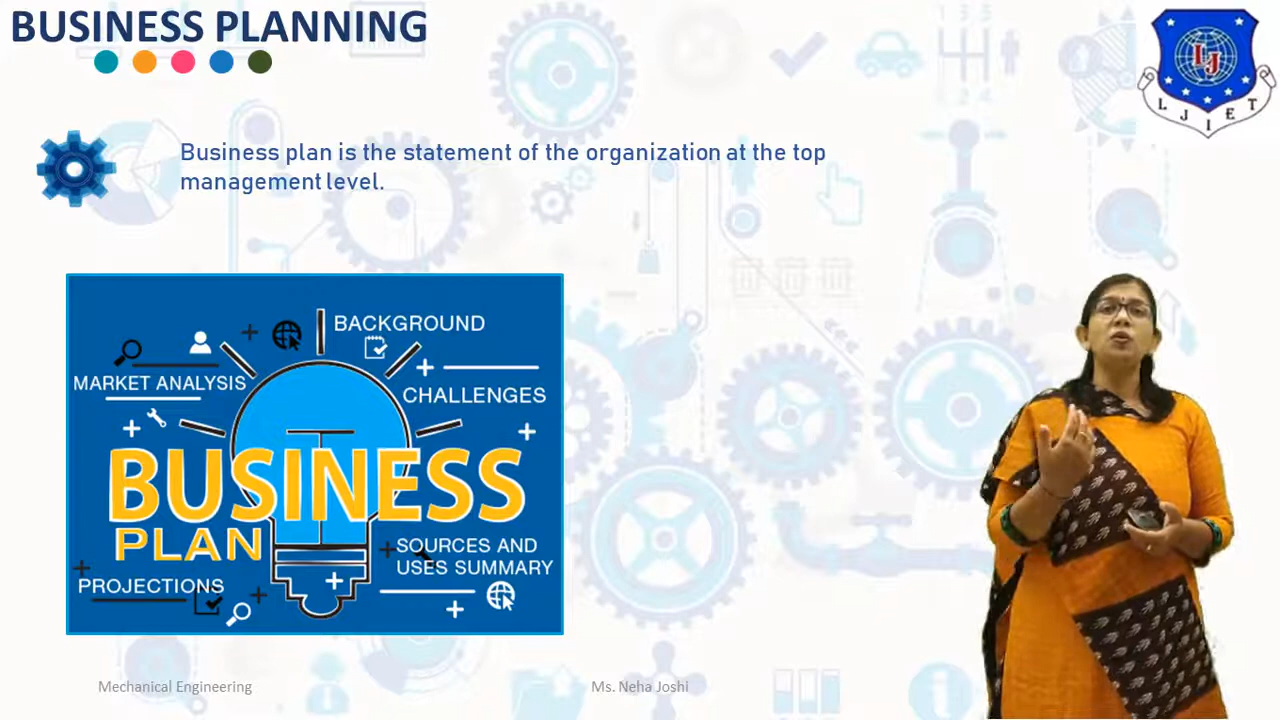 BUSINESS PLANNING
LJIET
LJ
Business plan is the statement of the organization at the top
management level.
BACKGROUND
MARKET ANALYSIS
CHALLENGES
BUSINESS
PLAN
SOURCES AND
USES SUMMARY
PROJECTIONS
Mechanical Engineering
Ms. Neha Joshi